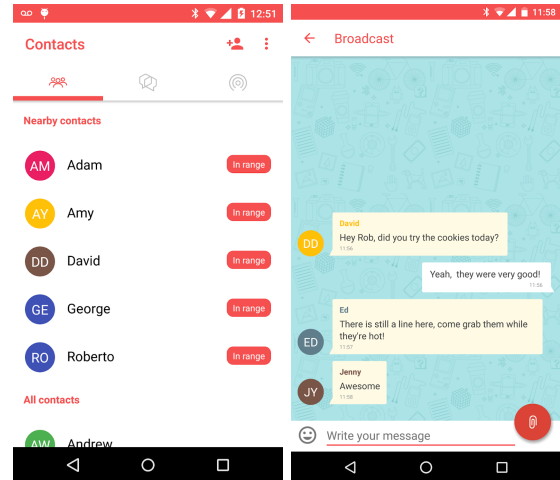 12:51
Contacts
Nearby contacts
AM Adam In range
AY Amy In range
DD David In range
GE George In range
RO Roberto In range
All contacts
AW Andrew
11:58
Broadcast
David
DD Hey Rob, did you try the cookies today?
11:56
Yeah, they were very good!
11:56
Ed
There is still a line here, come grab them while
ED they're hot!
11:57
Jenny
JY Awesome
11:58
Write your message